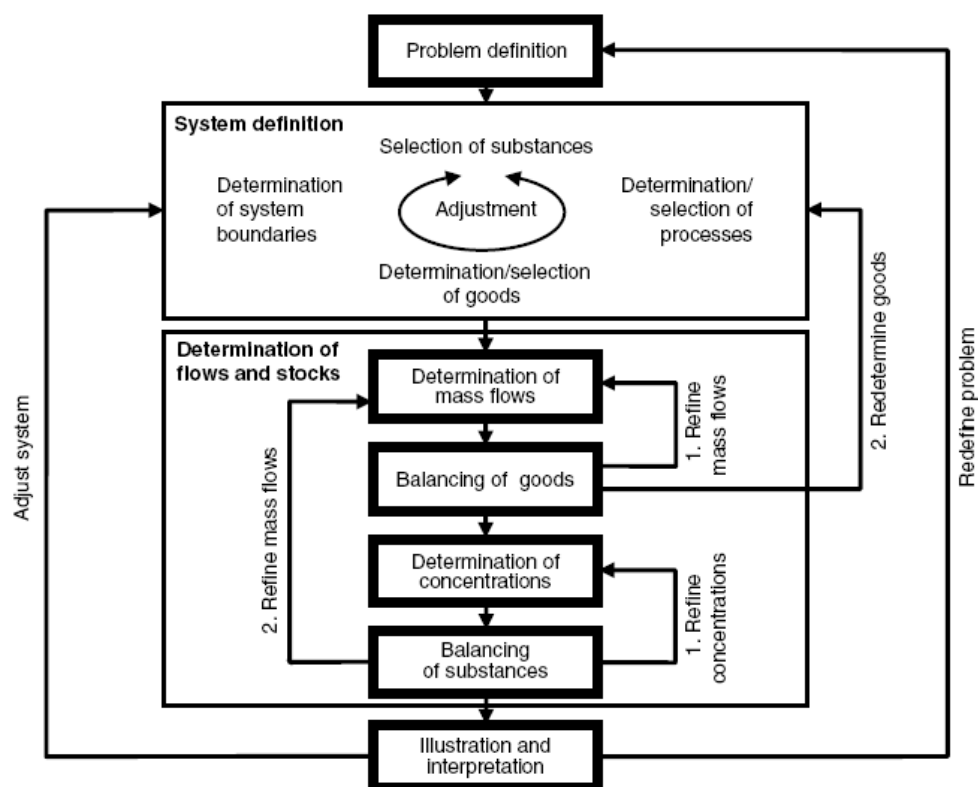 Problem definition
System definition
Selection of substances
Determination
of system
boundaries
Adjustment
Determination/
selection of
processes
Determination/selection
of goods
Determination of
flows and stocks
Determination of
mass flows
1. Refine
mass flows
Balancing of  goods
2. Redetermine goods
Determination of
concentrations
2. Refine mass flows
1. Refine
concentrations
Balancing
of substances
Adjust system
Redefine problem
Illustration and
interpretation